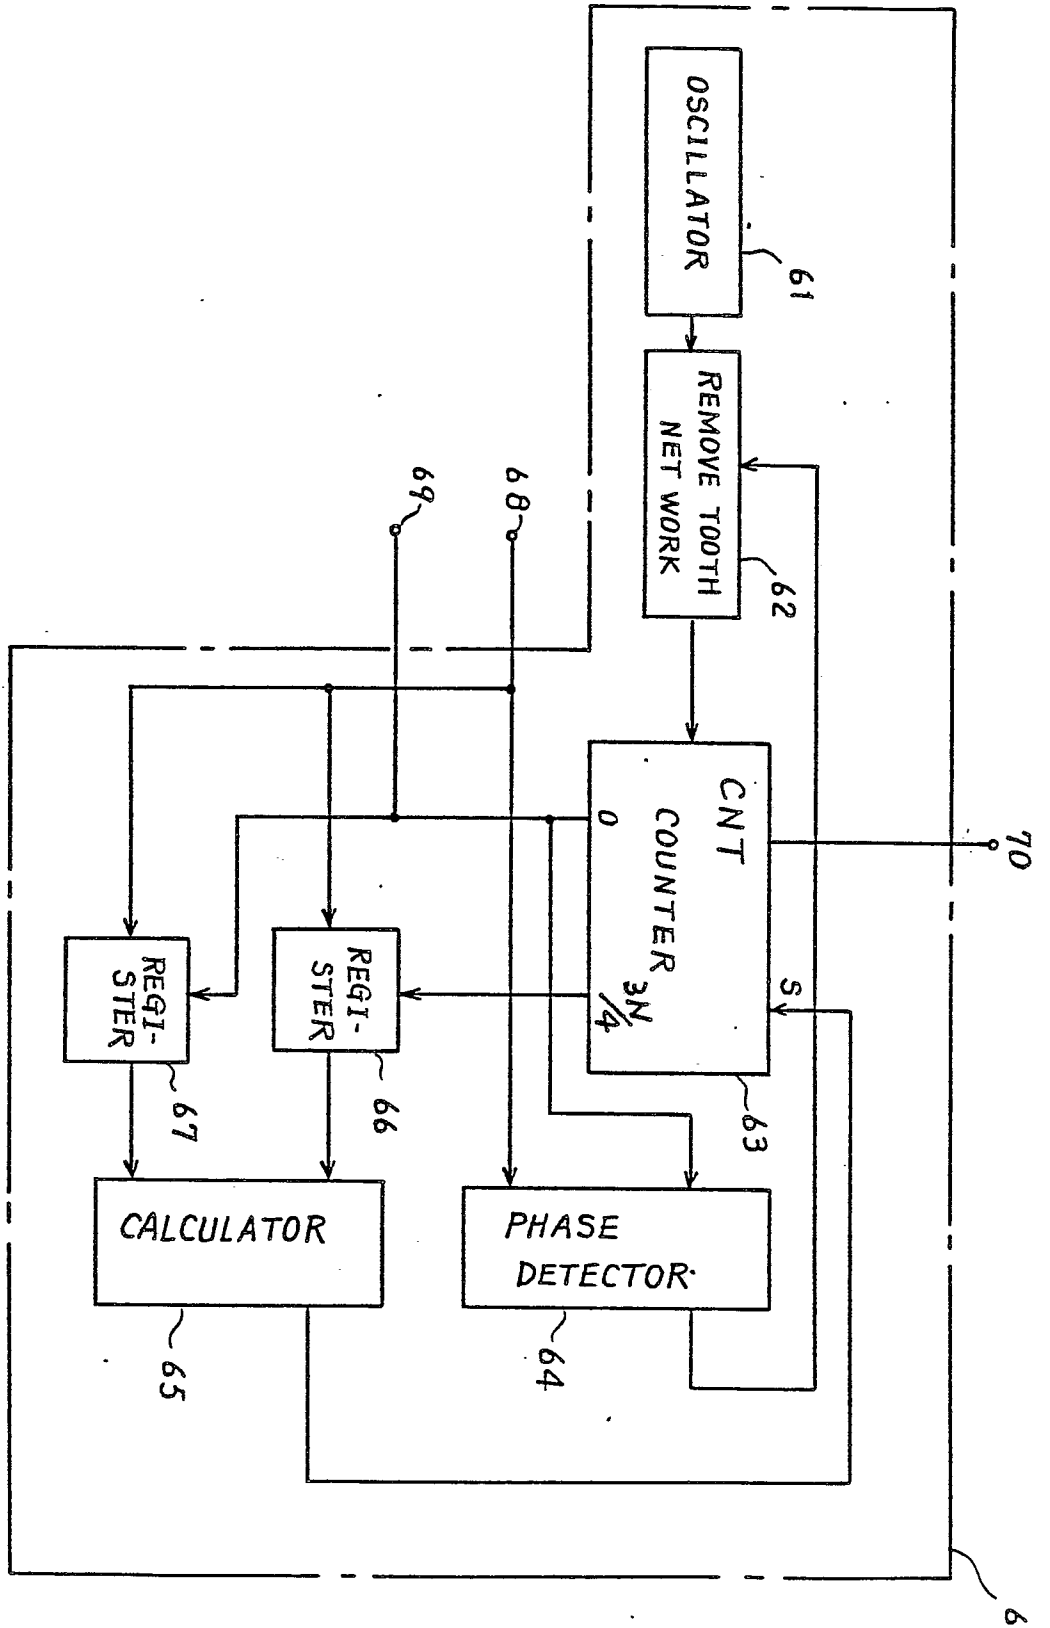 6
70
OSCILLATOR
61
REMOVE TOOTH
NET WORK
62
CNT
S
COUNTER
0
3N/4
63
68
69
PHASE
DETECTOR
64
REGI-
STER
66
REGI-
STER
67
CALCULATOR
65